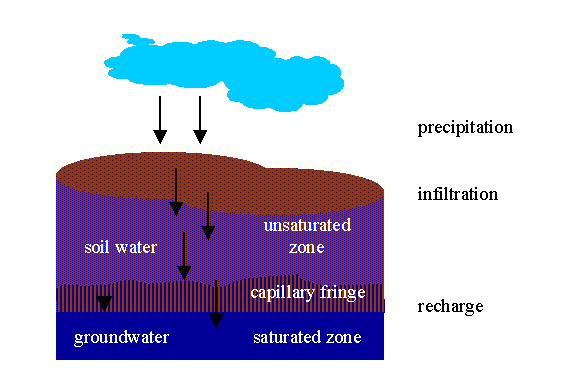 precipitation
infiltration
unsaturated
zone
soil water
capillary fringe
recharge
groundwater
saturated zone